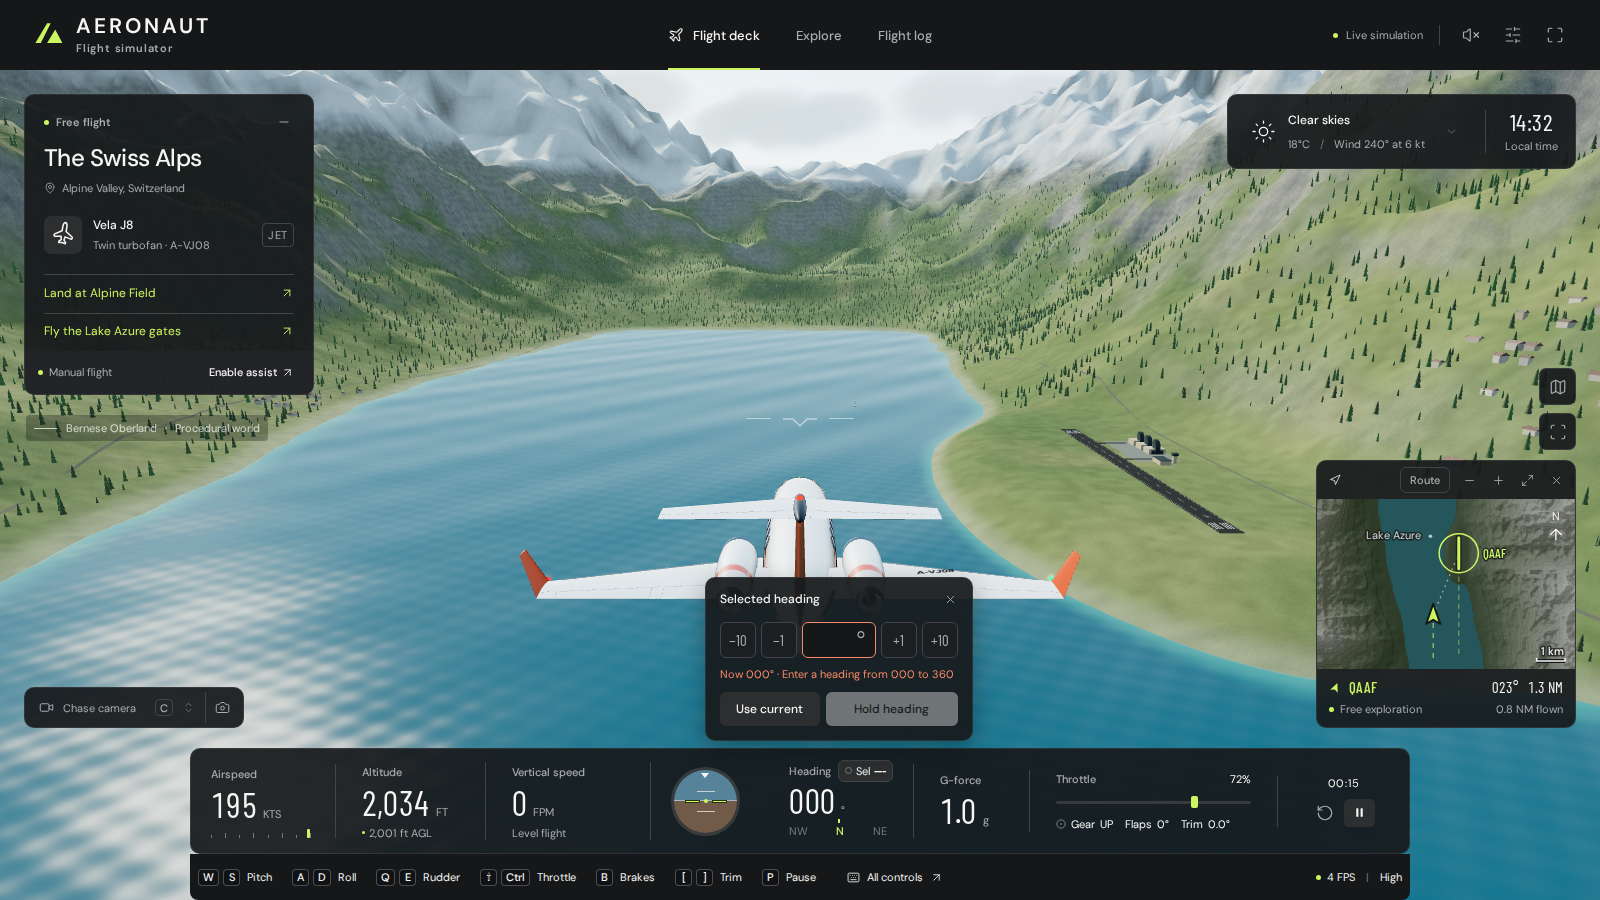 AERONAUT
Flight simulator
Flight deck
Explore
Flight log
Live simulation
Free flight
The Swiss Alps
Alpine Valley, Switzerland
Vela J8
Twin turbofan · A-VJ08
JET
Land at Alpine Field
Fly the Lake Azure gates
Manual flight
Enable assist
Bernese Oberland · Procedural world
Clear skies
18°C / Wind 240° at 6 kt
14:32
Local time
A-VJ08
Route
N
Lake Azure
QAAF
1 km
QAAF
023° 1.3 NM
Free exploration
0.8 NM flown
Selected heading
−10
−1
°
+1
+10
Now 000° · Enter a heading from 000 to 360
Use current
Hold heading
Chase camera
C
Airspeed
195 KTS
Altitude
2,034 FT
2,001 ft AGL
Vertical speed
0 FPM
Level flight
Heading
Sel ---
000°
NW N NE
G-force
1.0 g
Throttle
72%
Gear UP Flaps 0° Trim 0.0°
00:15
W S Pitch
A D Roll
Q E Rudder
⇧ Ctrl Throttle
B Brakes
[ ] Trim
P Pause
All controls
4 FPS | High